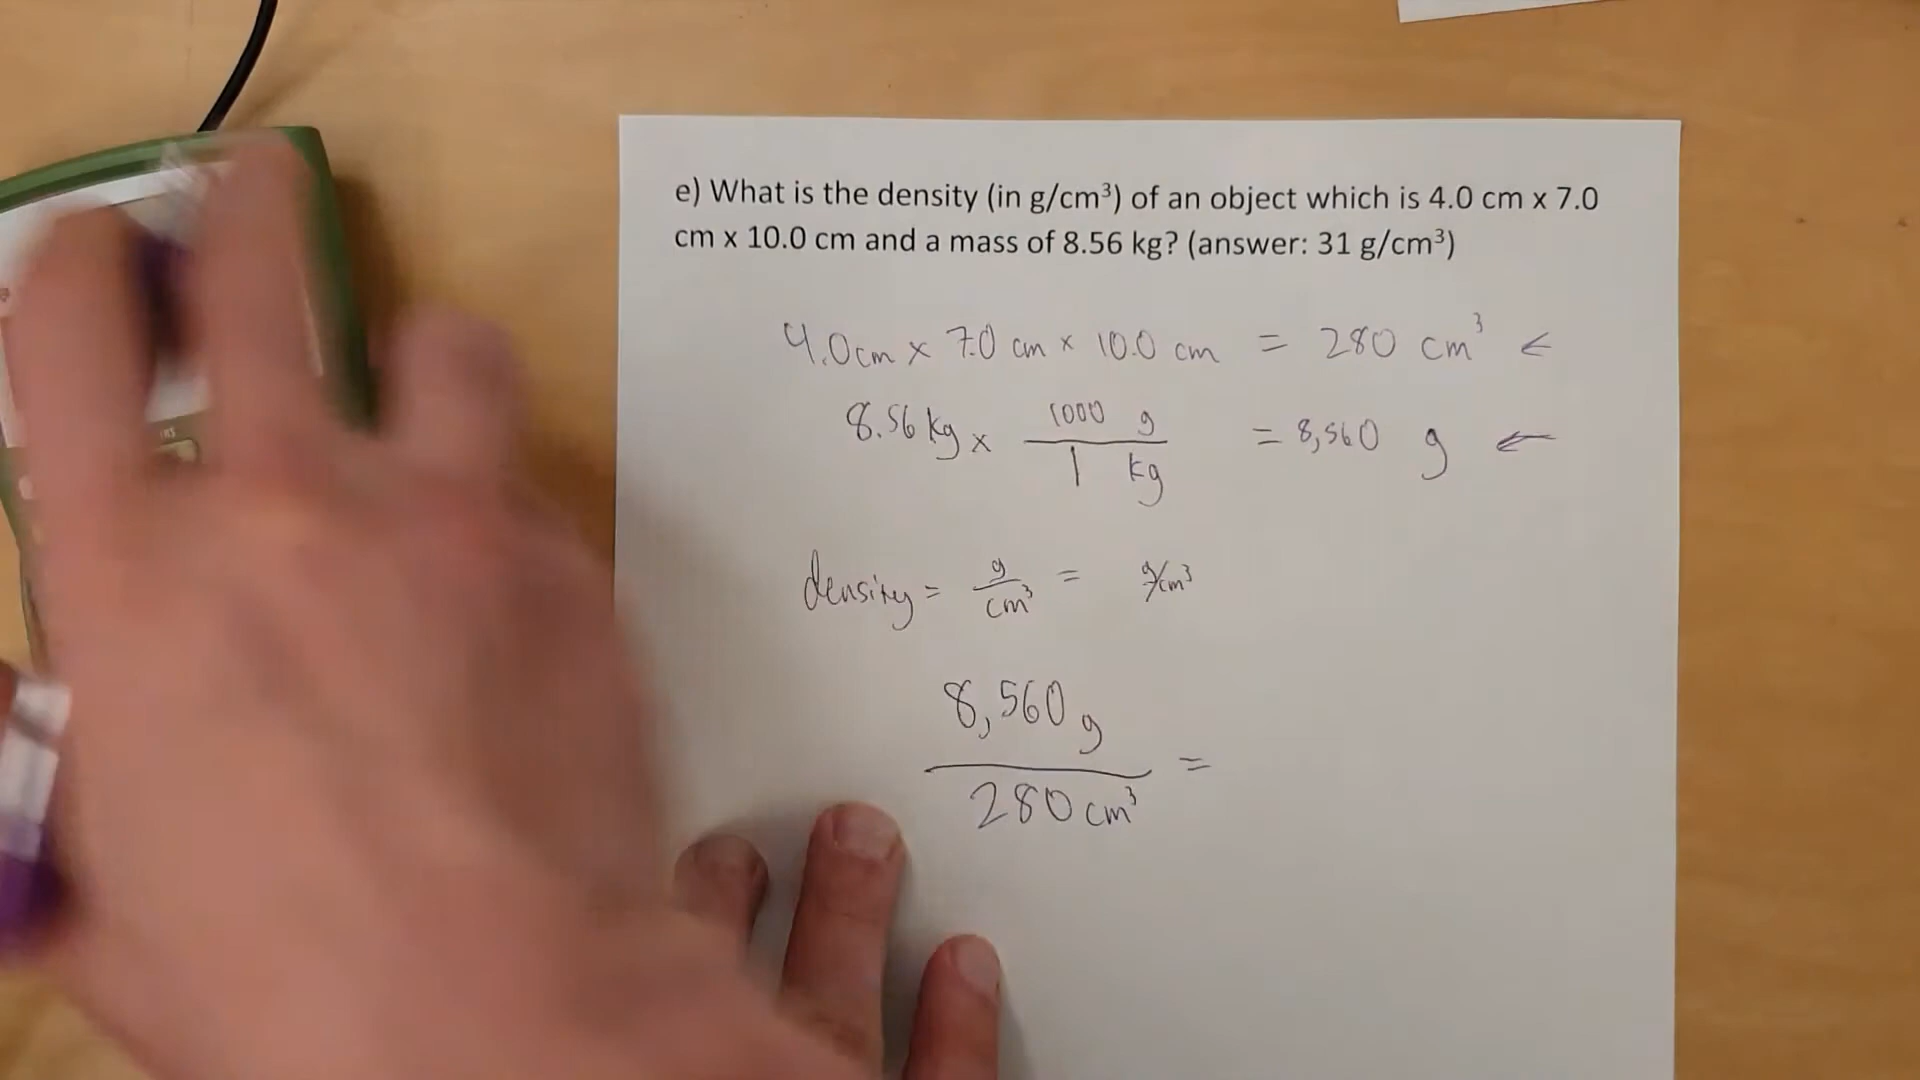 e) What is the density (in g/cm³) of an object which is 4.0 cm x 7.0
cm x 10.0 cm and a mass of 8.56 kg? (answer: 31 g/cm³)
4.0cm x 7.0 cm x 10.0 cm = 280 cm³ ←
8.56 kg x 1000 g / 1 kg = 8,560 g ←
density = g/cm³ = g/cm³
8,560 g
280 cm³ =